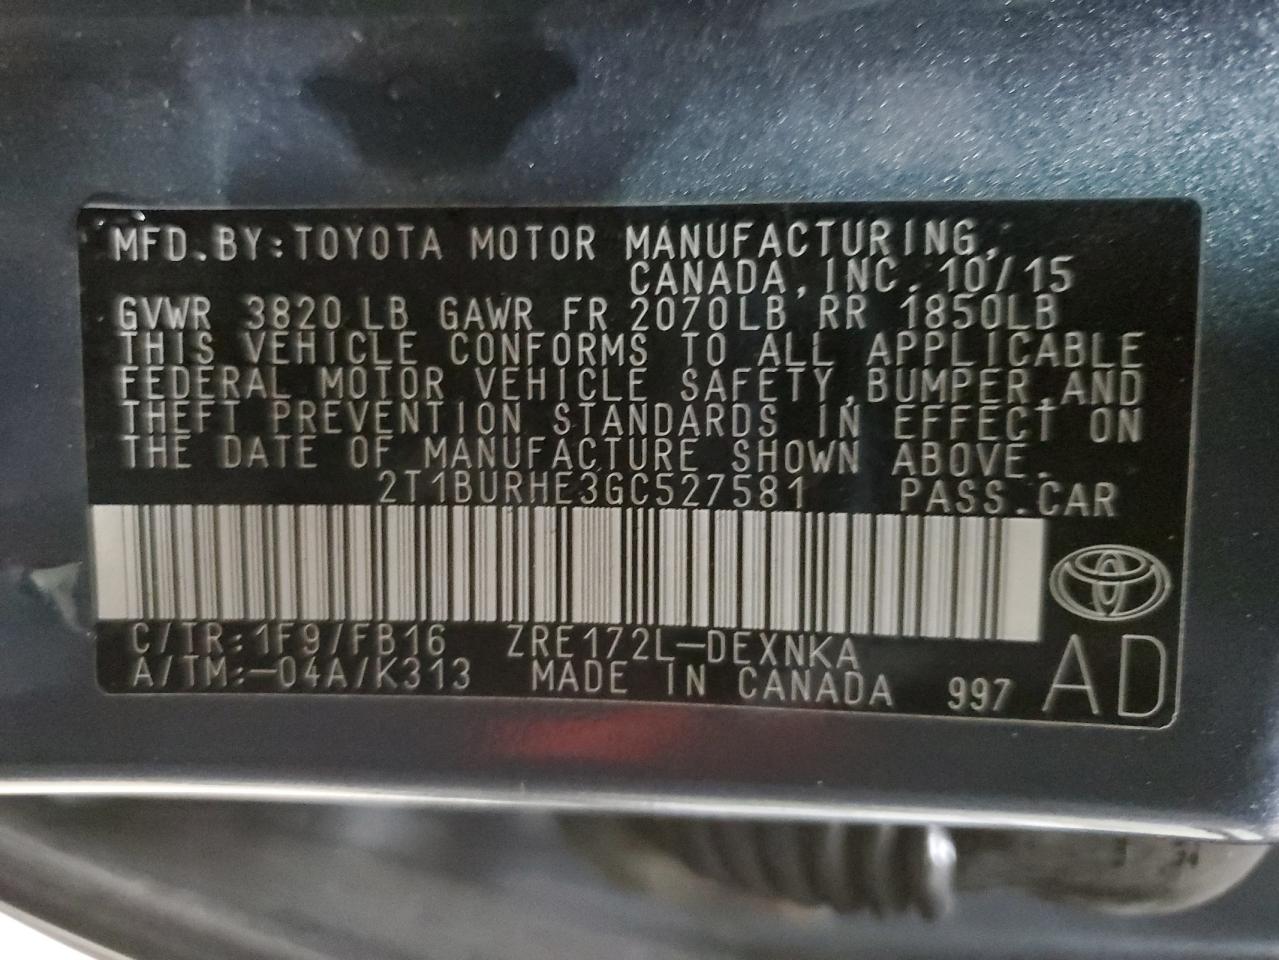 MFD.BY:TOYOTA MOTOR MANUFACTURING,
CANADA,INC. 10/15
GVWR 3820 LB GAWR FR 2070LB RR 1850LB
THIS VEHICLE CONFORMS TO ALL APPLICABLE
FEDERAL MOTOR VEHICLE SAFETY,BUMPER,AND
THEFT PREVENTION STANDARDS IN EFFECT ON
THE DATE OF MANUFACTURE SHOWN ABOVE.
2T1BURHE3GC527581 PASS.CAR
C/TR:1F9/FB16 ZRE172L-DEXNKA
A/TM:-04A/K313 MADE IN CANADA 997 AD